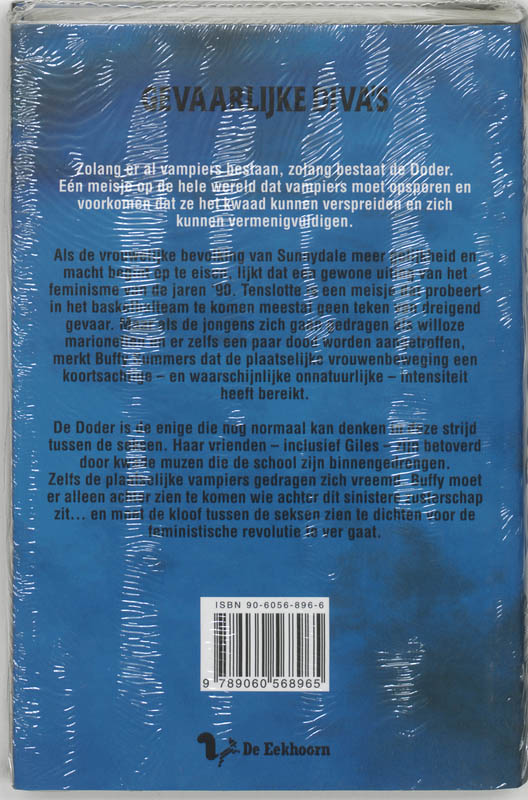 GEVAARLIJKE DIVA'S
Zolang er al vampiers bestaan, zolang bestaat de Doder.
Eén meisje op de hele wereld dat vampiers moet opsporen en
voorkomen dat ze het kwaad kunnen verspreiden en zich
kunnen vermenigvuldigen.
Als de vrouwelijke bevolking van Sunnydale meer gelijkheid en
macht begint op te eisen, lijkt dat een gewone uiting van het
feminisme van de jaren '90. Tenslotte is een meisje dat probeert
in het basketbalteam te komen meestal geen teken van dreigend
gevaar. Maar als de jongens zich gaan gedragen als willoze
marionetten en er zelfs een paar dood worden aangetroffen,
merkt Buffy Summers dat de plaatselijke vrouwenbeweging een
koortsachtige – en waarschijnlijke onnatuurlijke – intensiteit
heeft bereikt.
De Doder is de enige die nog normaal kan denken in deze strijd
tussen de seksen. Haar vrienden – inclusief Giles – zijn betoverd
door kwade muzen die de school zijn binnengedrongen.
Zelfs de plaatselijke vampiers gedragen zich vreemd. Buffy moet
er alleen achter zien te komen wie achter dit sinistere zusterschap
zit... en moet de kloof tussen de seksen zien te dichten voor de
feministische revolutie te ver gaat.
ISBN 90-6056-896-6
9 789060 568965
De Eekhoorn